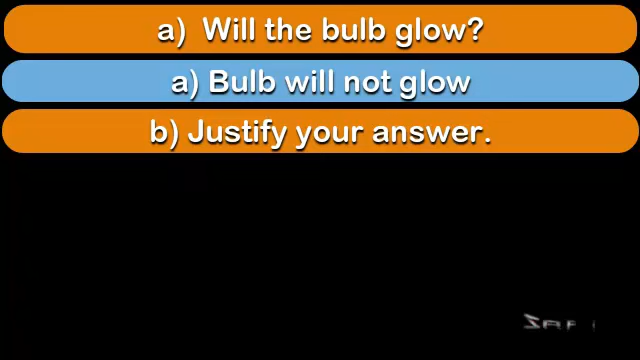 a) Will the bulb glow?
a) Bulb will not glow
b) Justify your answer.